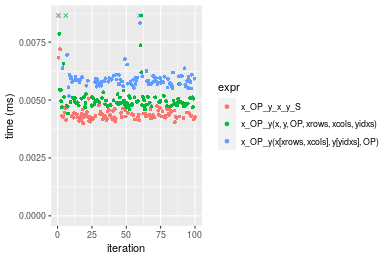 time (ms)
0.0075
0.0050
0.0025
0.0000
0 25 50 75 100
iteration
expr
x_OP_y_x_y_S
x_OP_y(x, y, OP, xrows, xcols, yidxs)
x_OP_y(x[xrows, xcols], y[yidxs], OP)